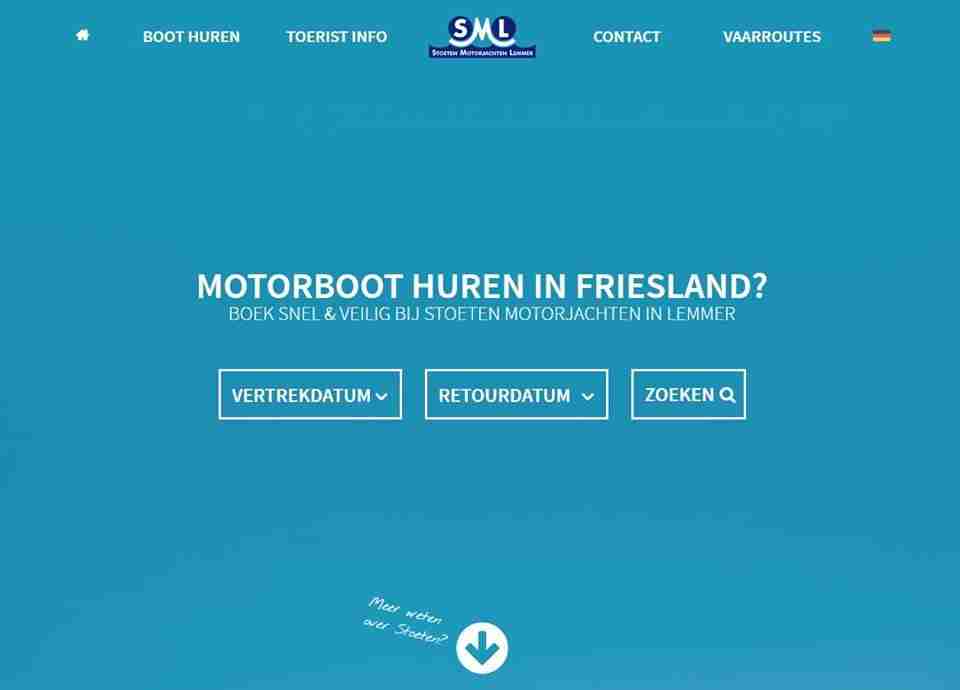 BOOT HUREN
TOERIST INFO
SML
STOETEN MOTORJACHTEN LEMMER
CONTACT
VAARROUTES
MOTORBOOT HUREN IN FRIESLAND?
BOEK SNEL & VEILIG BIJ STOETEN MOTORJACHTEN IN LEMMER
VERTREKDATUM
RETOURDATUM
ZOEKEN
Meer weten
over Stoeten?